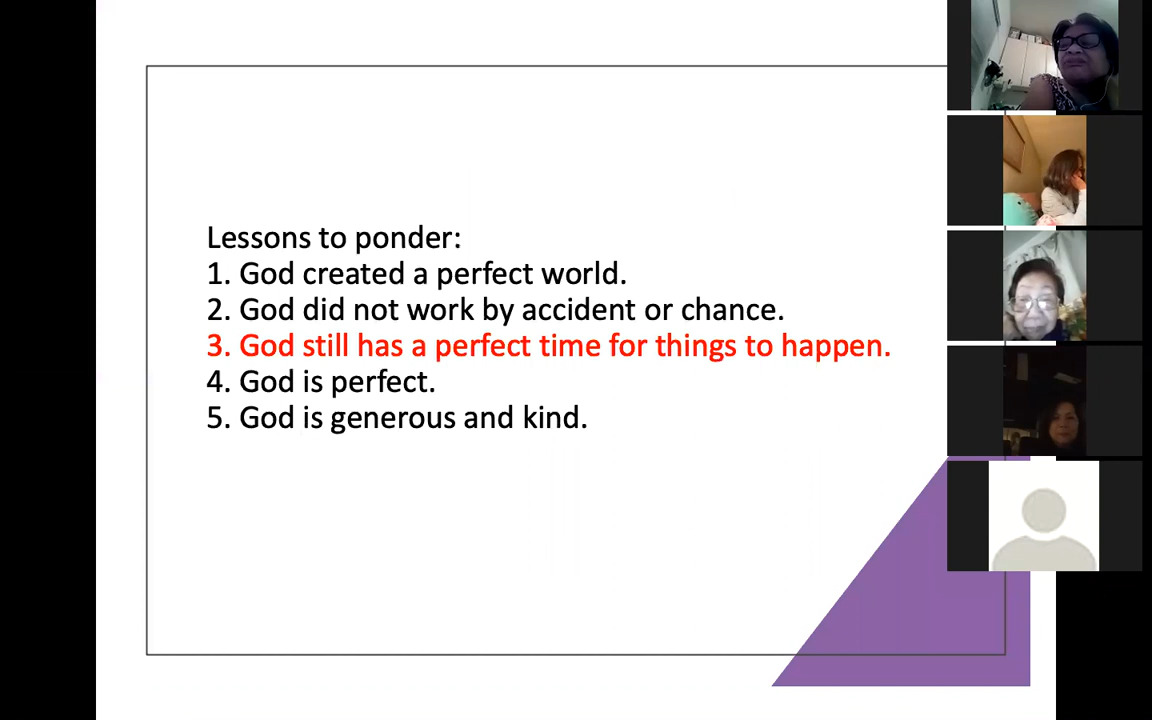 Lessons to ponder:
1. God created a perfect world.
2. God did not work by accident or chance.
3. God still has a perfect time for things to happen.
4. God is perfect.
5. God is generous and kind.